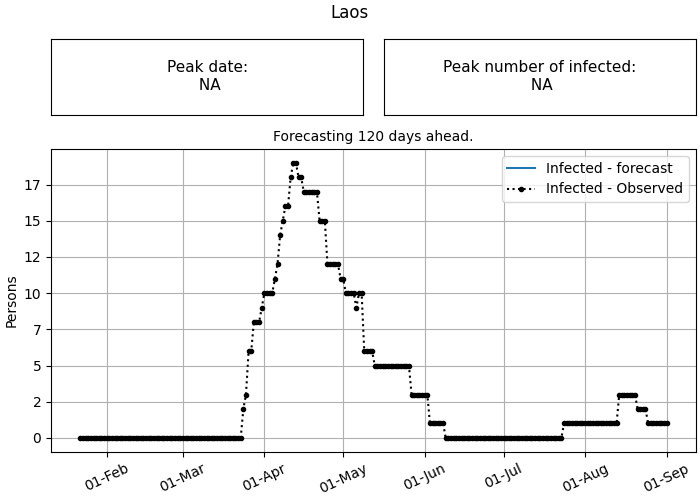 Laos
Peak date:
NA
Peak number of infected:
NA
Forecasting 120 days ahead.
Infected - forecast
Infected - Observed
Persons
17
15
12
10
7
5
2
0
01-Feb
01-Mar
01-Apr
01-May
01-Jun
01-Jul
01-Aug
01-Sep